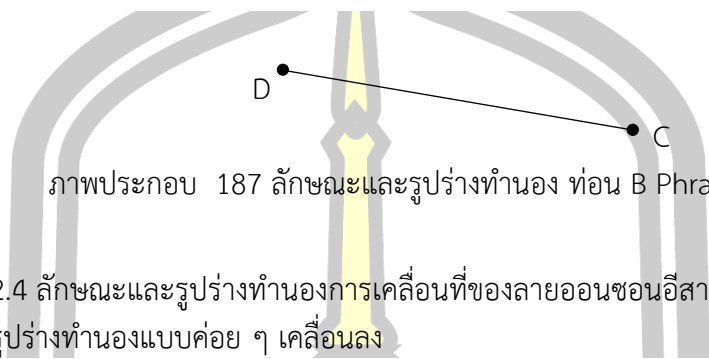 D
C
ภาพประกอบ 187 ลักษณะและรูปร่างทำนอง ท่อน B Phra
2.4 ลักษณะและรูปร่างทำนองการเคลื่อนที่ของลายออนซอนอีสา
รูปร่างทำนองแบบค่อย ๆ เคลื่อนลง